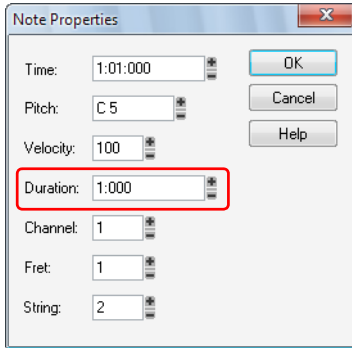 Note Properties
Time: 1:01:000 OK
Pitch: C 5 Cancel
Velocity: 100 Help
Duration: 1:000
Channel: 1
Fret: 1
String: 2